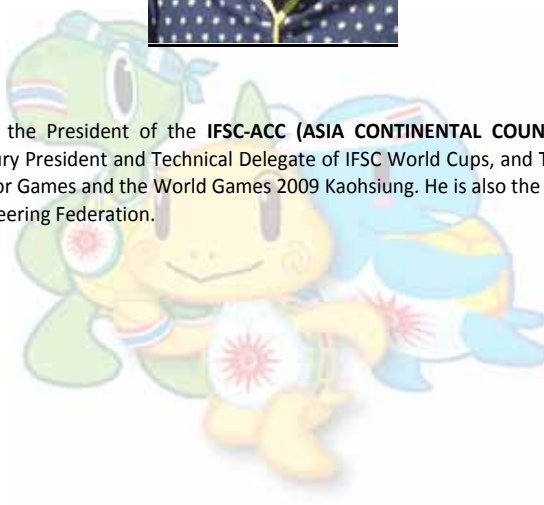 the President of the IFSC-ACC (ASIA CONTINENTAL COUN
ury President and Technical Delegate of IFSC World Cups, and T
or Games and the World Games 2009 Kaohsiung. He is also the
eering Federation.